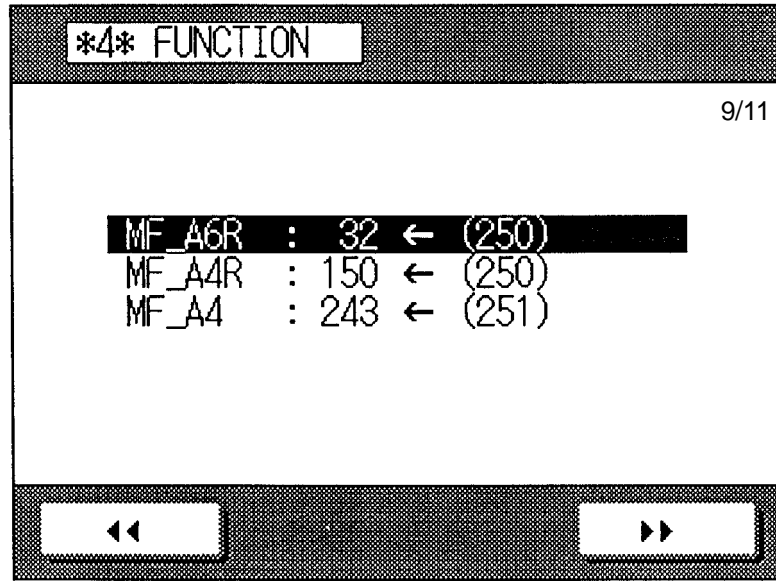 *4* FUNCTION
9/11
MF_A6R : 32 ← (250)
MF_A4R : 150 ← (250)
MF_A4 : 243 ← (251)